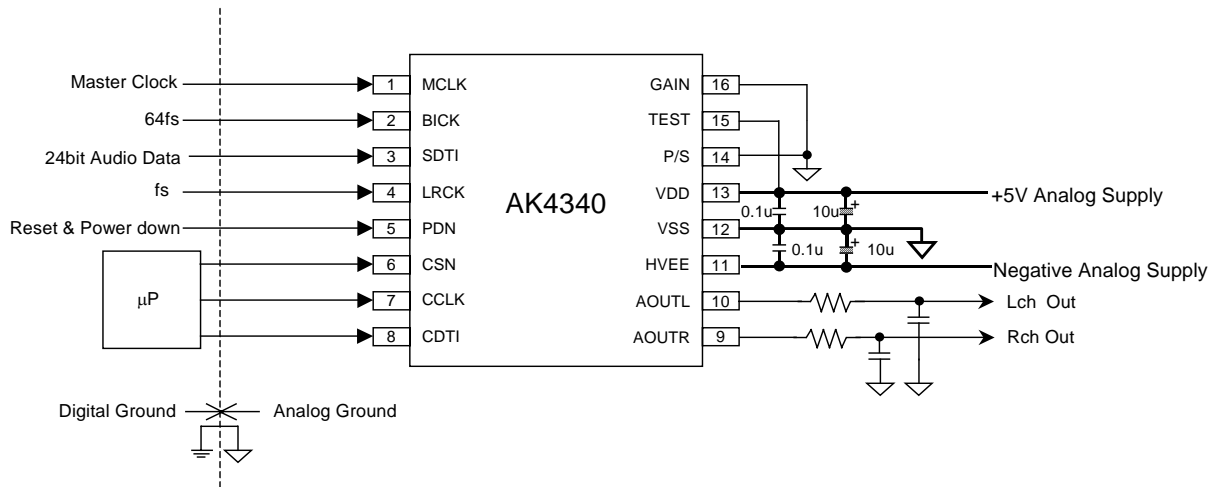 Master Clock 1 MCLK GAIN 16
64fs 2 BICK TEST 15
24bit Audio Data 3 SDTI P/S 14
fs 4 LRCK AK4340 VDD 13 +5V Analog Supply
0.1u 10u +
Reset & Power down 5 PDN VSS 12
0.1u + 10u
μP 6 CSN HVEE 11 Negative Analog Supply
7 CCLK AOUTL 10 Lch Out
8 CDTI AOUTR 9 Rch Out
Digital Ground Analog Ground